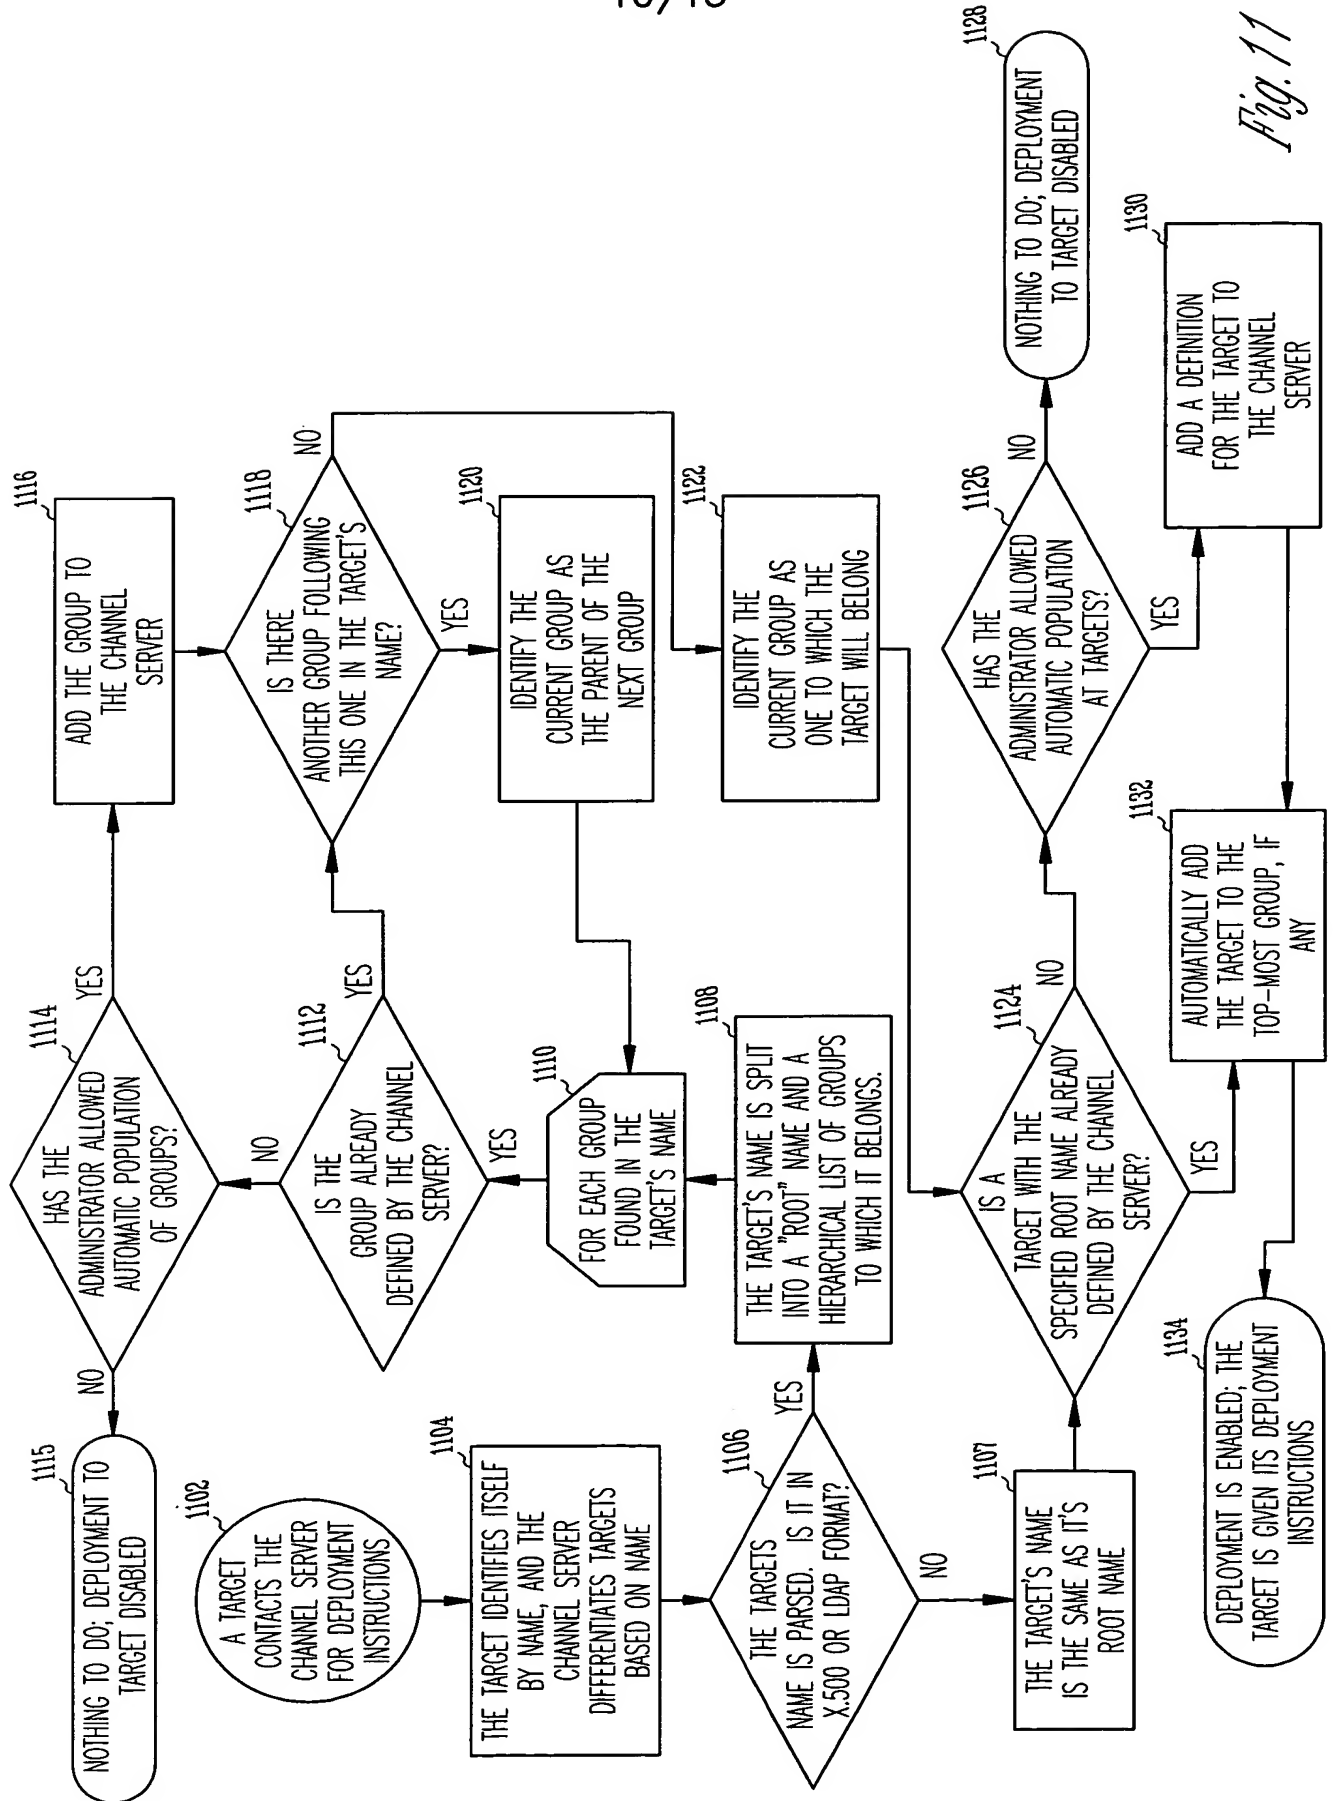 1102
A TARGET
CONTACTS THE
CHANNEL SERVER
FOR DEPLOYMENT
INSTRUCTIONS
1104
THE TARGET IDENTIFIES ITSELF
BY NAME, AND THE
CHANNEL SERVER
DIFFERENTIATES TARGETS
BASED ON NAME
1106
THE TARGETS
NAME IS PARSED. IS IT IN
X.500 OR LDAP FORMAT?
YES
NO
1107
THE TARGET'S NAME
IS THE SAME AS IT'S
ROOT NAME
1108
THE TARGET'S NAME IS SPLIT
INTO A "ROOT" NAME AND A
HIERARCHICAL LIST OF GROUPS
TO WHICH IT BELONGS.
1110
FOR EACH GROUP
FOUND IN THE
TARGET'S NAME
YES
1112
IS THE
GROUP ALREADY
DEFINED BY THE CHANNEL
SERVER?
YES
NO
1114
HAS THE
ADMINISTRATOR ALLOWED
AUTOMATIC POPULATION
OF GROUPS?
YES
NO
1115
NOTHING TO DO; DEPLOYMENT TO
TARGET DISABLED
1116
ADD THE GROUP TO
THE CHANNEL
SERVER
1118
IS THERE
ANOTHER GROUP FOLLOWING
THIS ONE IN THE TARGET'S
NAME?
NO
YES
1120
IDENTIFY THE
CURRENT GROUP AS
THE PARENT OF THE
NEXT GROUP
1122
IDENTIFY THE
CURRENT GROUP AS
ONE TO WHICH THE
TARGET WILL BELONG
1124
IS A
TARGET WITH THE
SPECIFIED ROOT NAME ALREADY
DEFINED BY THE CHANNEL
SERVER?
NO
YES
1126
HAS THE
ADMINISTRATOR ALLOWED
AUTOMATIC POPULATION
AT TARGETS?
NO
YES
1128
NOTHING TO DO; DEPLOYMENT
TO TARGET DISABLED
1130
ADD A DEFINITION
FOR THE TARGET TO
THE CHANNEL
SERVER
1132
AUTOMATICALLY ADD
THE TARGET TO THE
TOP-MOST GROUP, IF
ANY
1134
DEPLOYMENT IS ENABLED; THE
TARGET IS GIVEN ITS DEPLOYMENT
INSTRUCTIONS
Fig. 11